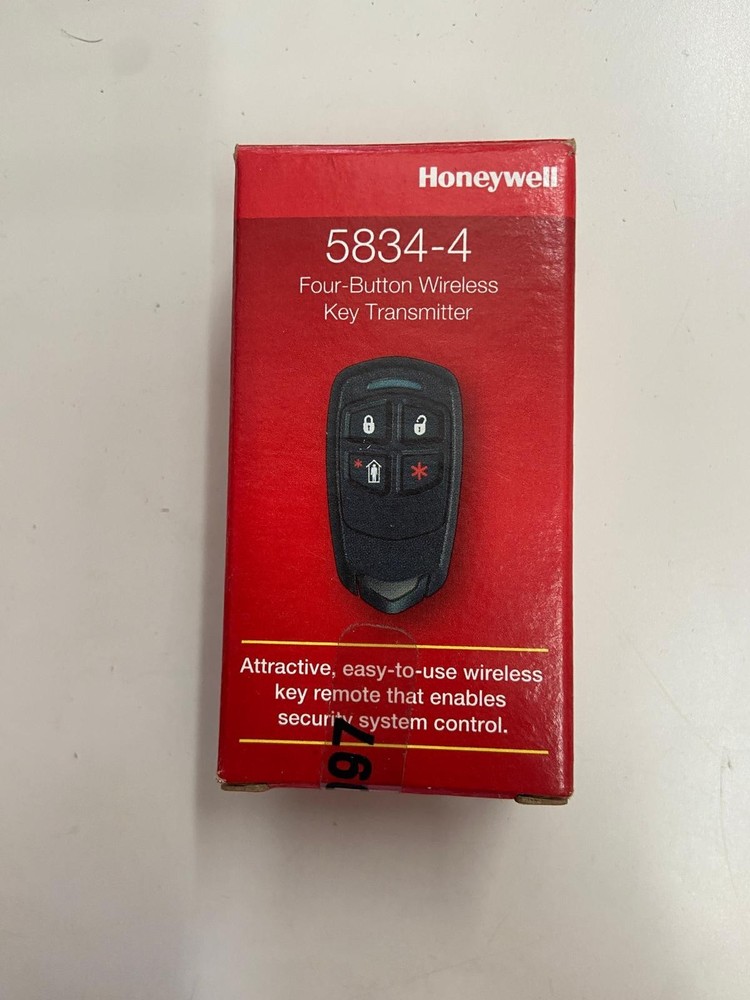 Honeywell
5834-4
Four-Button Wireless
Key Transmitter
* 
*
Attractive, easy-to-use wireless
key remote that enables
security system control.
097